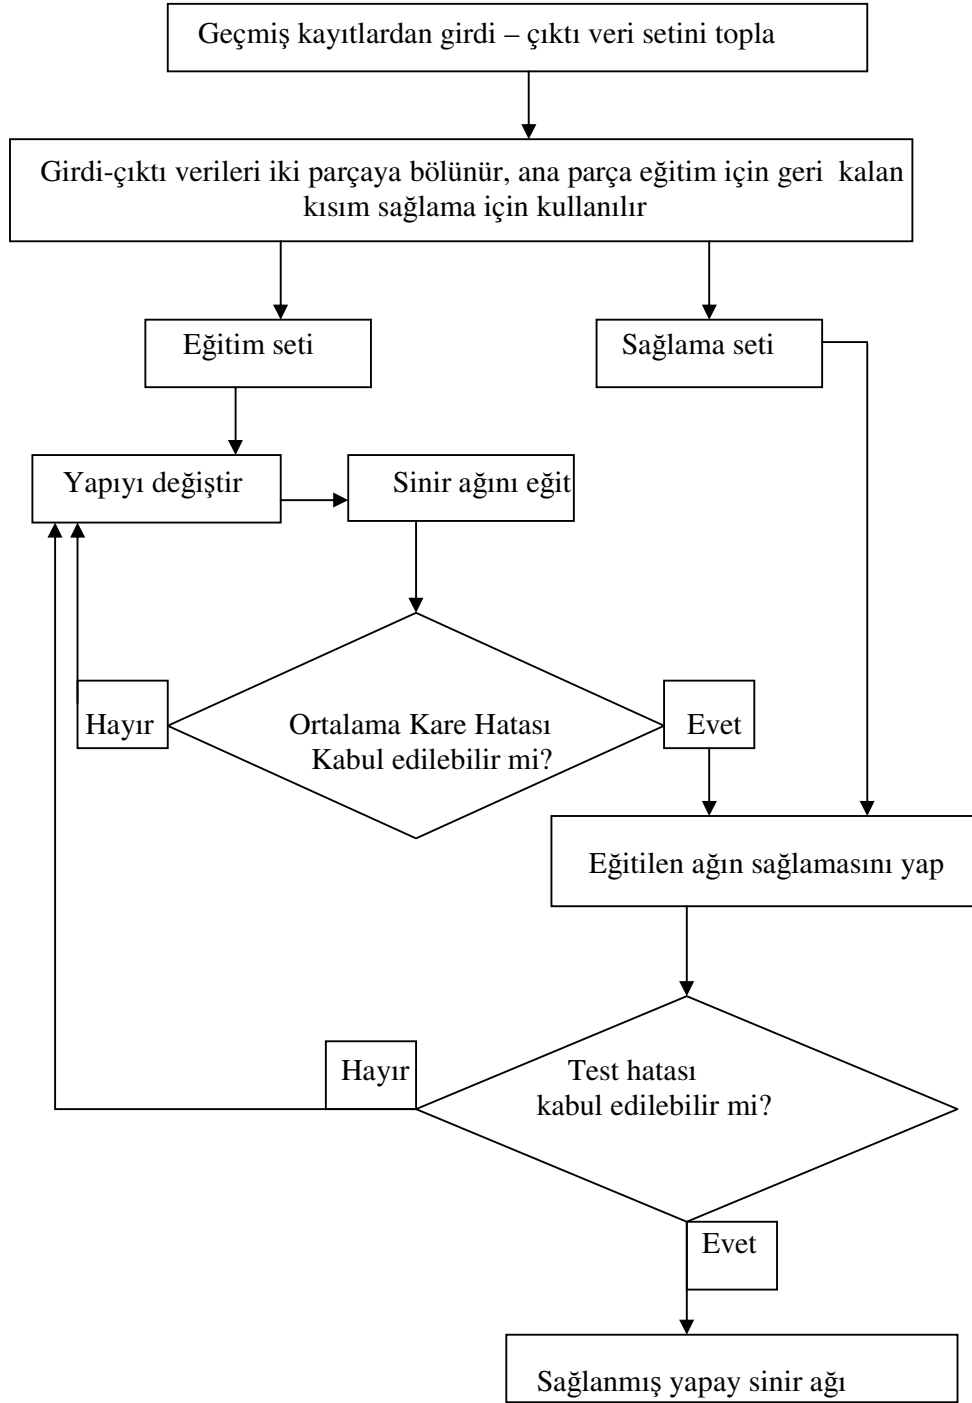 Geçmiş kayıtlardan girdi – çıktı veri setini topla
Girdi-çıktı verileri iki parçaya bölünür, ana parça eğitim için geri kalan
kısım sağlama için kullanılır
Eğitim seti
Sağlama seti
Yapıyı değiştir
Sinir ağını eğit
Hayır
Ortalama Kare Hatası
Kabul edilebilir mi?
Evet
Eğitilen ağın sağlamasını yap
Hayır
Test hatası
kabul edilebilir mi?
Evet
Sağlanmış yapay sinir ağı